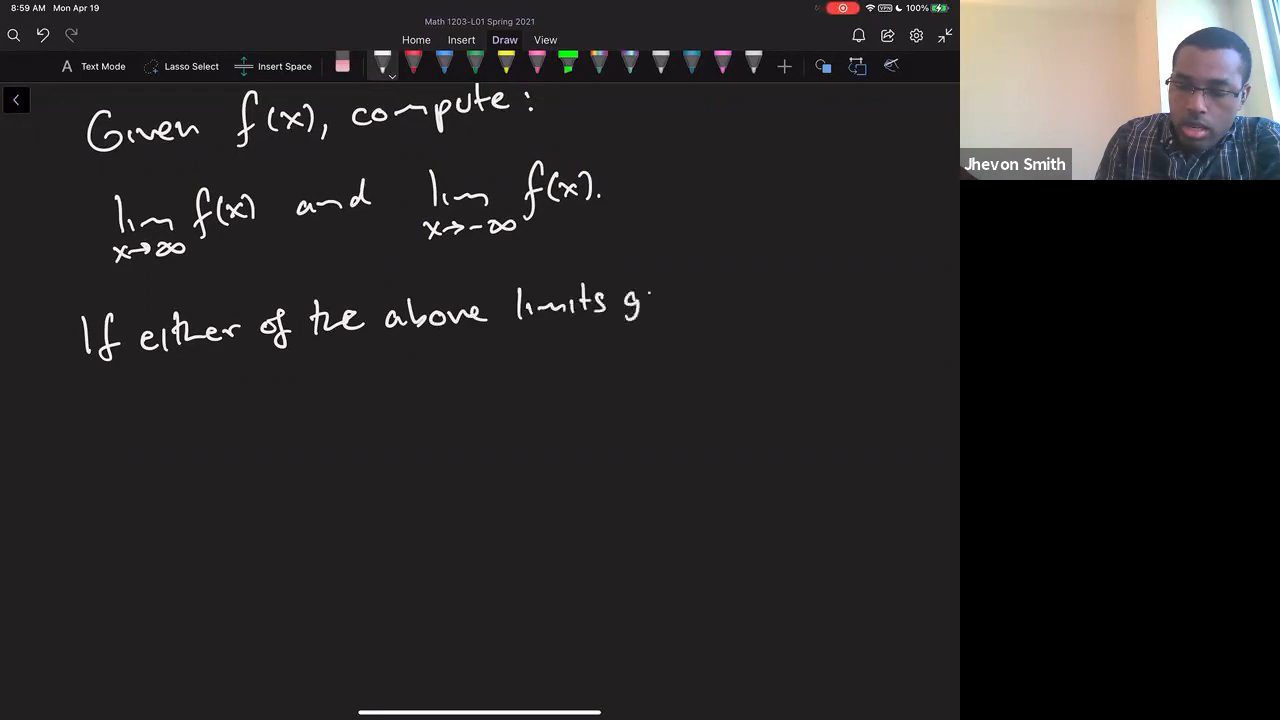 8:59 AM Mon Apr 19
VPN 100%
Math 1203-L01 Spring 2021
Home Insert Draw View
Text Mode Lasso Select Insert Space
Given f(x), compute:
lim f(x) and lim f(x).
x→∞ x→-∞
If either of the above limits g
Jhevon Smith